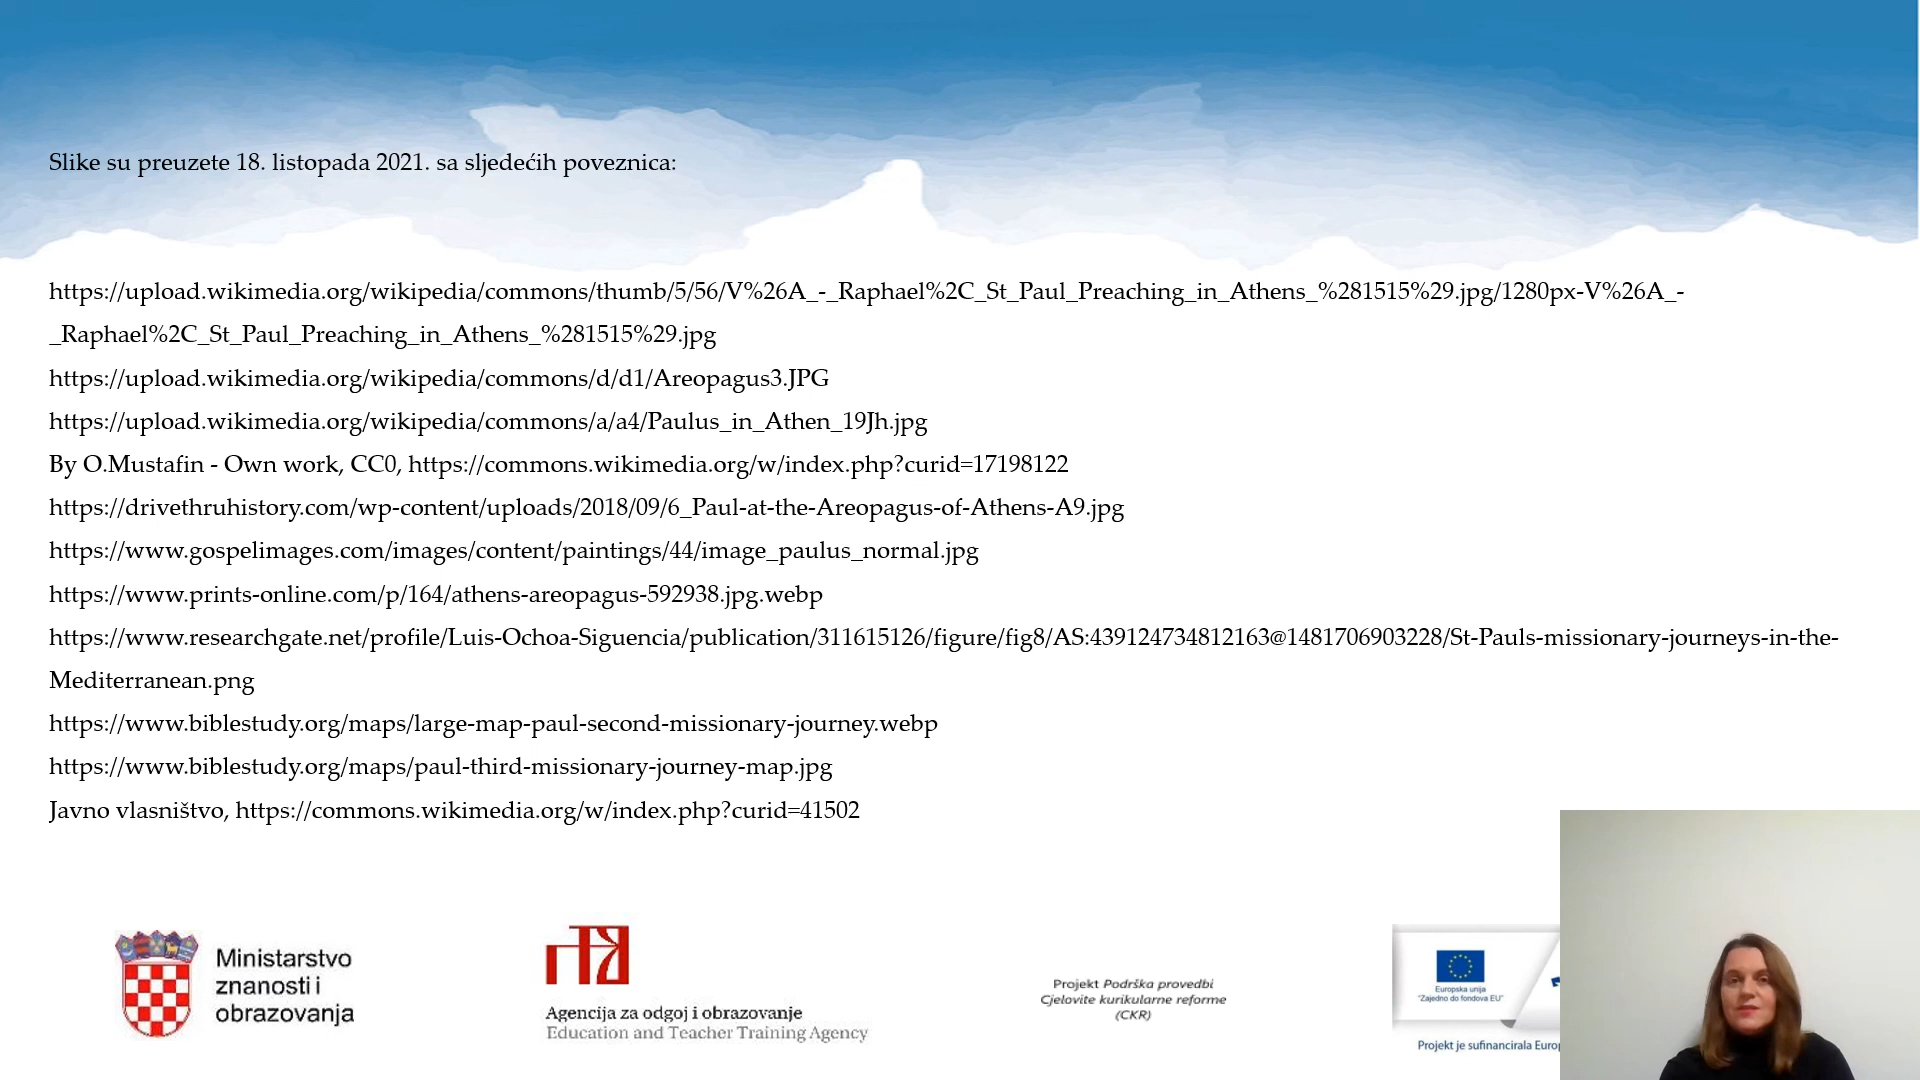 Slike su preuzete 18. listopada 2021. sa sljedećih poveznica:
https://upload.wikimedia.org/wikipedia/commons/thumb/5/56/V%26A_-_Raphael%2C_St_Paul_Preaching_in_Athens_%281515%29.jpg/1280px-V%26A_-
_Raphael%2C_St_Paul_Preaching_in_Athens_%281515%29.jpg
https://upload.wikimedia.org/wikipedia/commons/d/d1/Areopagus3.JPG
https://upload.wikimedia.org/wikipedia/commons/a/a4/Paulus_in_Athen_19Jh.jpg
By O.Mustafin - Own work, CC0, https://commons.wikimedia.org/w/index.php?curid=17198122
https://drivethruhistory.com/wp-content/uploads/2018/09/6_Paul-at-the-Areopagus-of-Athens-A9.jpg
https://www.gospelimages.com/images/content/paintings/44/image_paulus_normal.jpg
https://www.prints-online.com/p/164/athens-areopagus-592938.jpg.webp
https://www.researchgate.net/profile/Luis-Ochoa-Siguencia/publication/311615126/figure/fig8/AS:439124734812163@1481706903228/St-Pauls-missionary-journeys-in-the-
Mediterranean.png
https://www.biblestudy.org/maps/large-map-paul-second-missionary-journey.webp
https://www.biblestudy.org/maps/paul-third-missionary-journey-map.jpg
Javno vlasništvo, https://commons.wikimedia.org/w/index.php?curid=41502
Ministarstvo
znanosti i
obrazovanja
Agencija za odgoj i obrazovanje
Education and Teacher Training Agency
Projekt Podrška provedbi
Cjelovite kurikularne reforme
(CKR)
Europska unija
"Zajedno do fondova EU"
Projekt je sufinancirala Europ